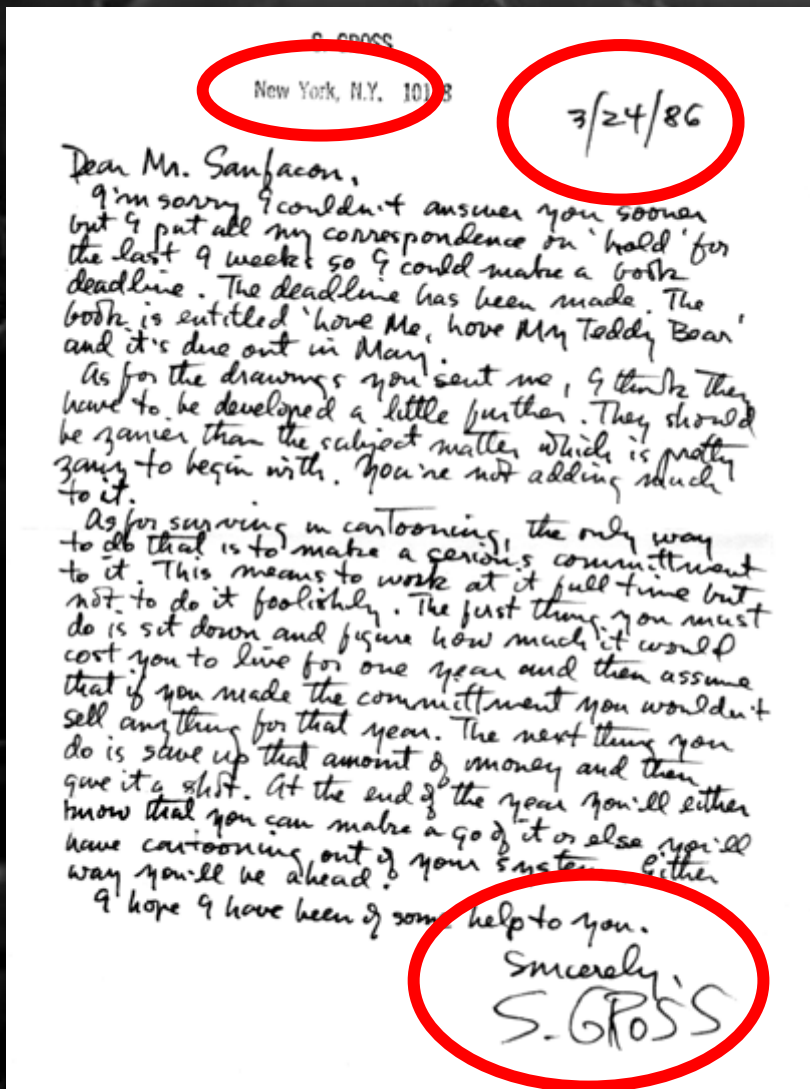 S. GROSS
New York, N.Y. 101 8
3/24/86
Dear Mr. Sanfacon,
I'm sorry I couldn't answer you sooner
but I put all my correspondence on 'hold' for
the last 9 weeks so I could make a book
deadline. The deadline has been made. The
book is entitled 'Love Me, Love My Teddy Bear'
and it's due out in May.
As for the drawings you sent me, I think they
have to be developed a little further. They should
be zanier than the subject matter which is pretty
zany to begin with. You're not adding much
to it.
As for surviving in cartooning, the only way
to do that is to make a serious committment
to it. This means to work at it full time but
not to do it foolishly. The first thing you must
do is sit down and figure how much it would
cost you to live for one year and then assume
that if you made the committment you wouldn't
sell anything for that year. The next thing you
do is save up that amount of money and then
give it a shot. At the end of the year you'll either
know that you can make a go of it or else you'll
have cartooning out of your system. Either
way you'll be ahead.
I hope I have been of some help to you.
Sincerely,
S. GROSS